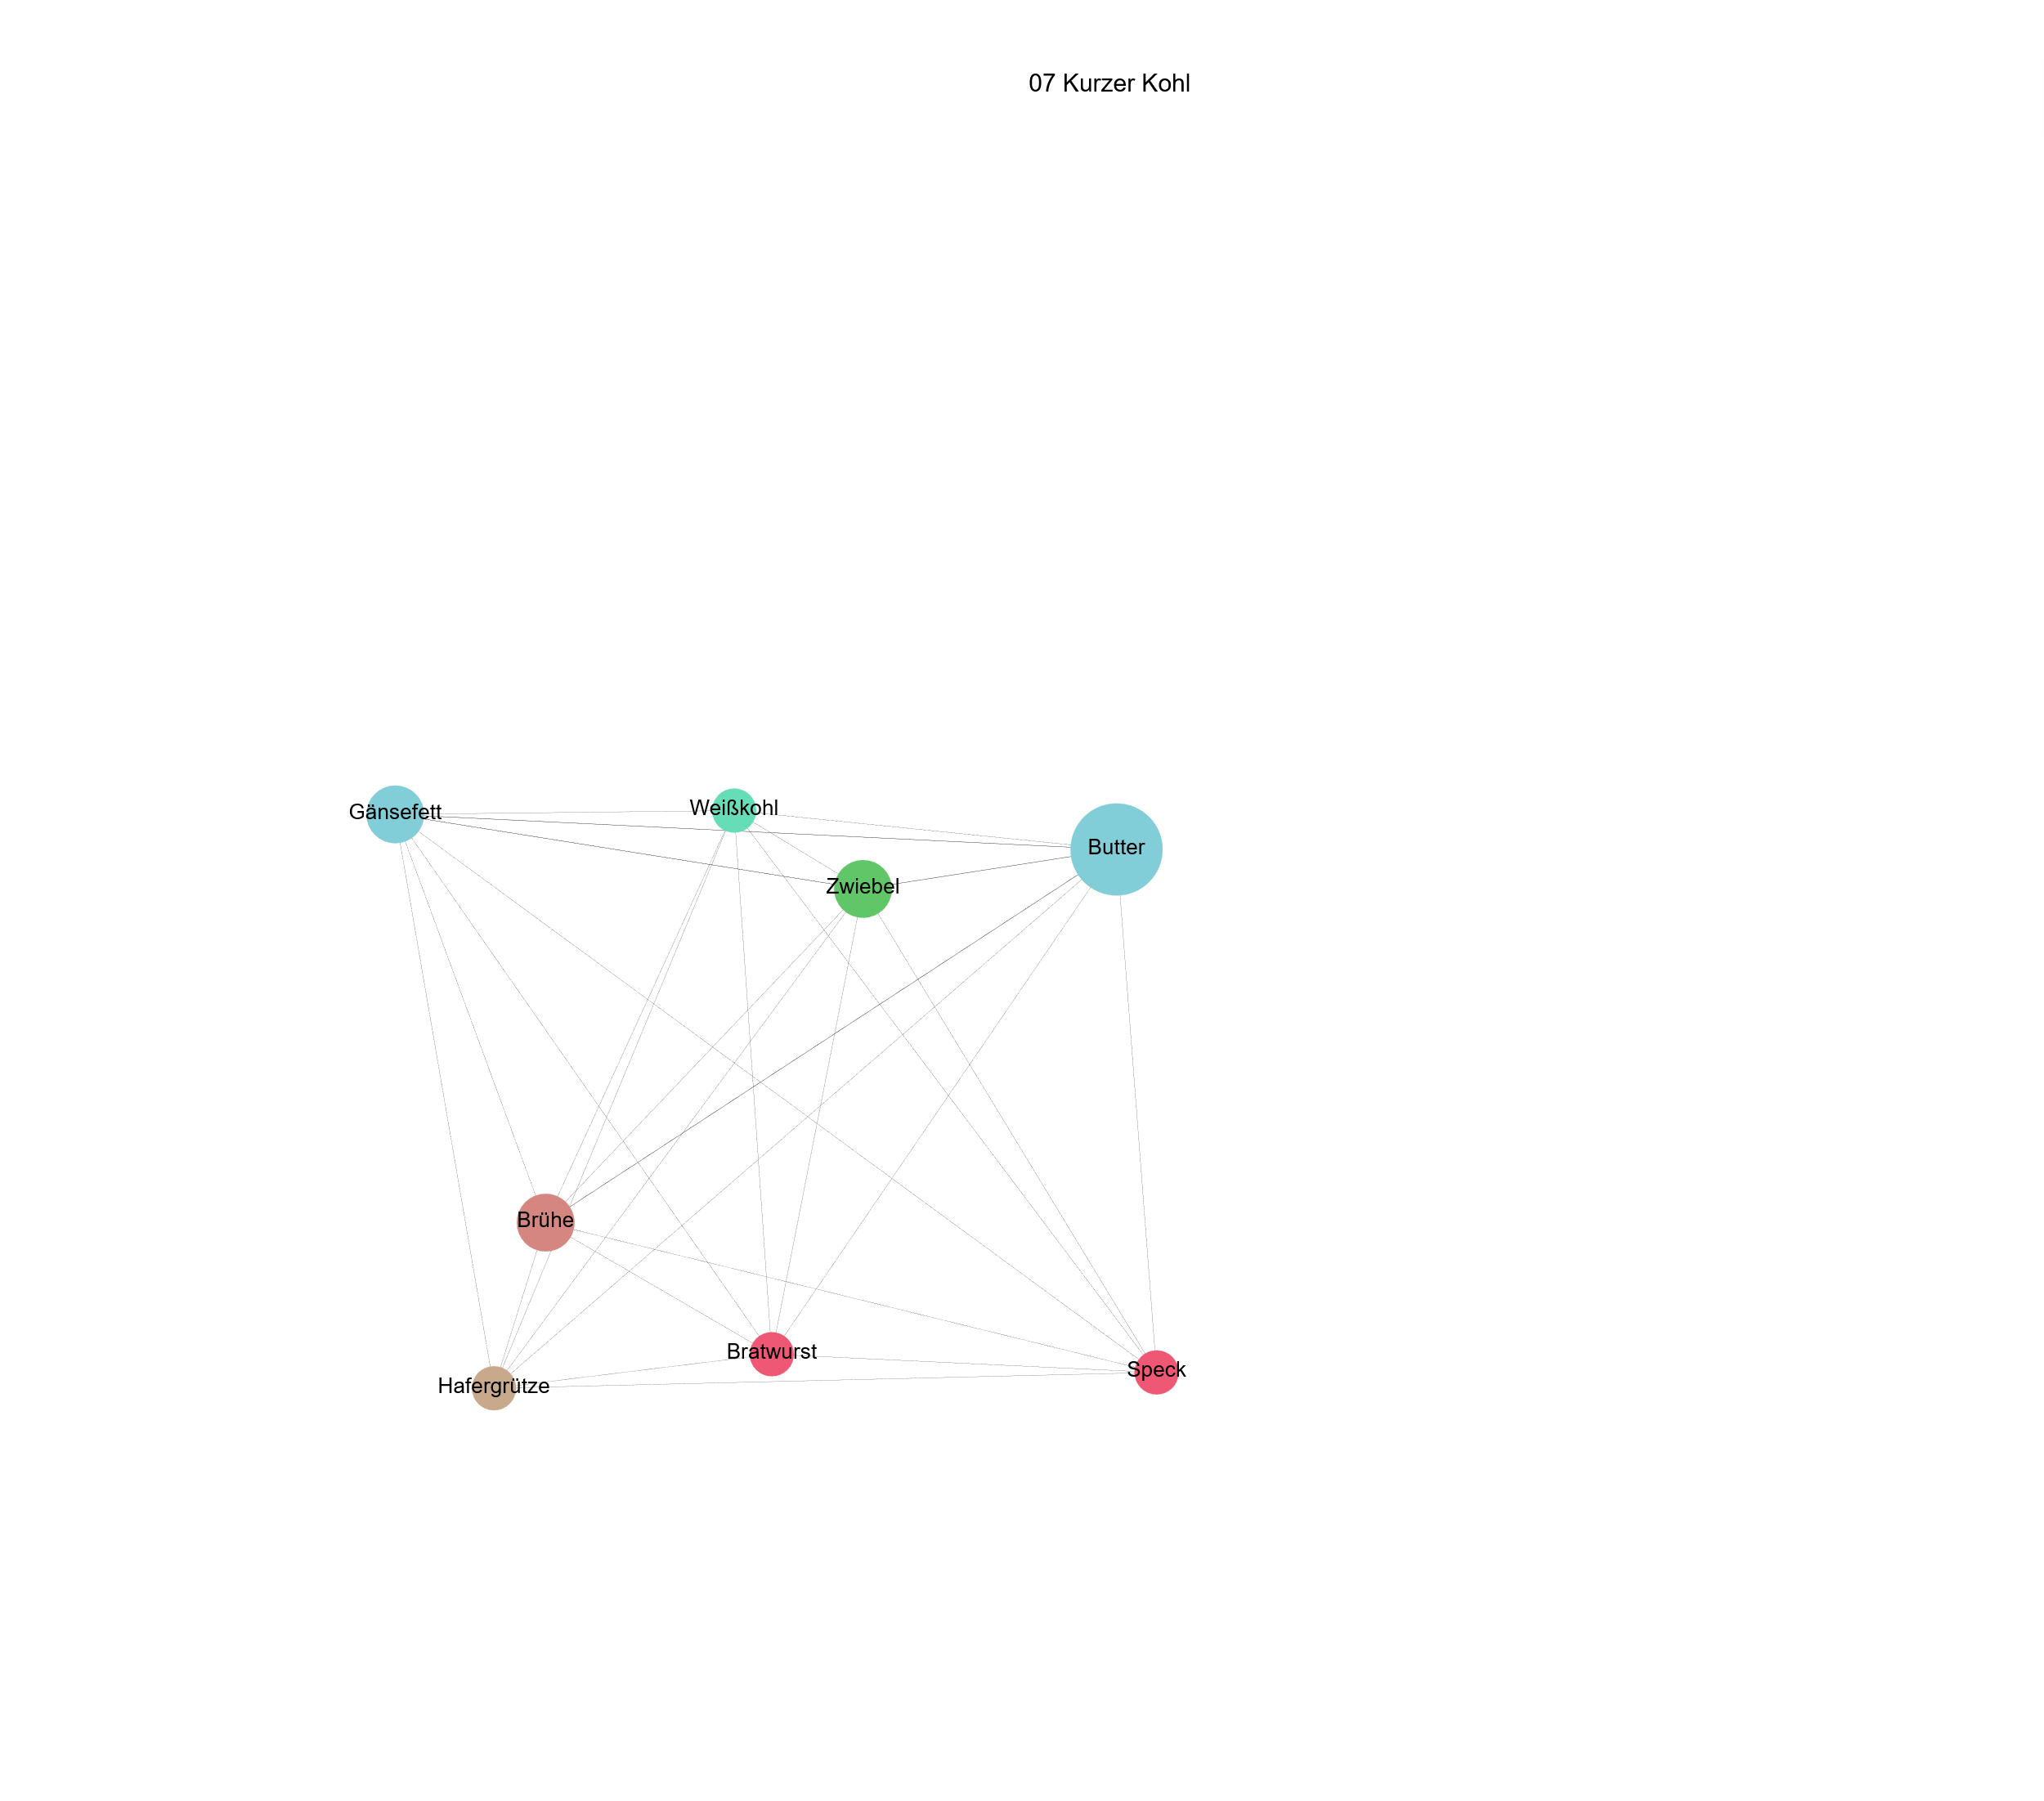 07 Kurzer Kohl
Gänsefett
Weißkohl
Butter
Zwiebel
Brühe
Bratwurst
Speck
Hafergrütze